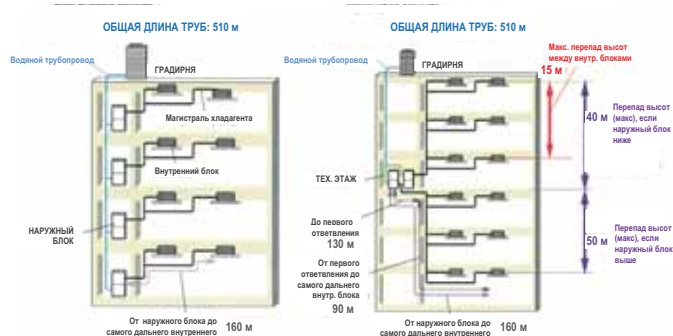 ОБЩАЯ ДЛИНА ТРУБ: 510 м
Водяной трубопровод
ГРАДИРНЯ
Магистраль хладагента
Внутренний блок
НАРУЖНЫЙ
БЛОК
От наружного блока до
самого дальнего внутреннего
160 м
ОБЩАЯ ДЛИНА ТРУБ: 510 м
Водяной трубопровод
ГРАДИРНЯ
Макс. перепад высот
между внутр. блоками
15 м
40 м
Перепад высот
(макс), если
наружный блок
ниже
ТЕХ. ЭТАЖ
До первого
ответвления
130 м
От первого
ответвления до
самого дальнего
внутр. блока
90 м
50 м
Перепад высот
(макс), если
наружный блок
выше
От наружного блока до
самого дальнего внутреннего
160 м